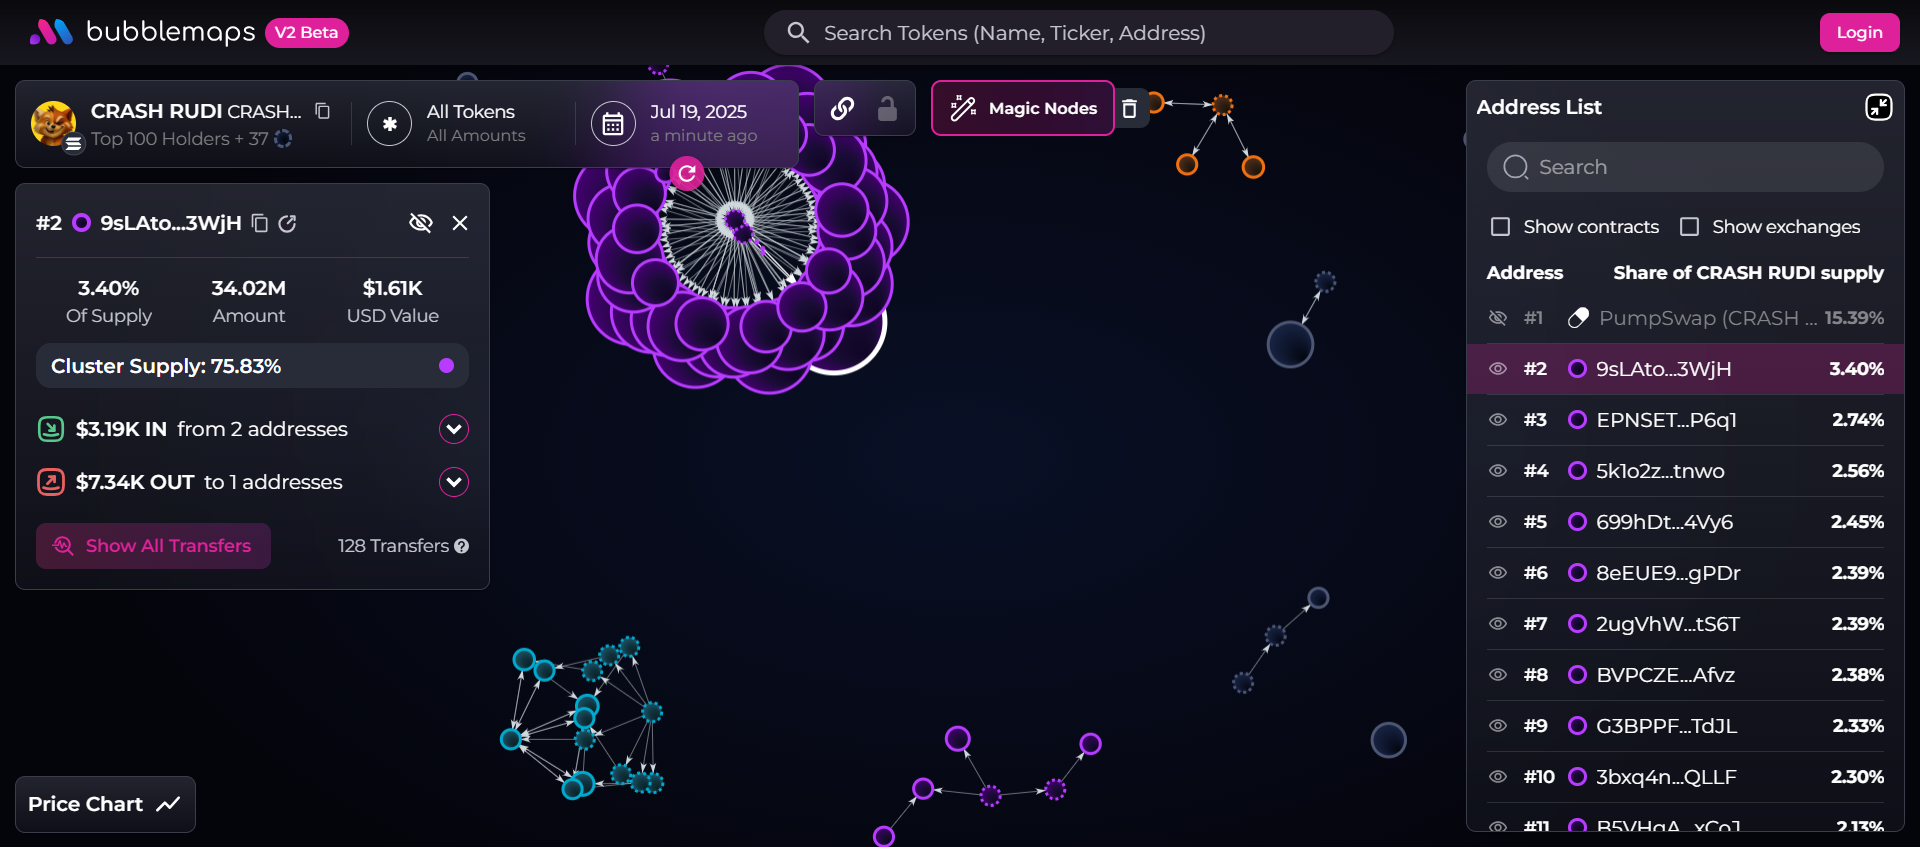 bubblemaps V2 Beta
Search Tokens (Name, Ticker, Address)
Login
CRASH RUDI CRASH...
Top 100 Holders + 37
All Tokens
All Amounts
Jul 19, 2025
a minute ago
Magic Nodes
#2 9sLAto...3WjH
3.40% 34.02M $1.61K
Of Supply Amount USD Value
Cluster Supply: 75.83%
$3.19K IN from 2 addresses
$7.34K OUT to 1 addresses
Show All Transfers 128 Transfers
Price Chart
Address List
Search
Show contracts Show exchanges
Address Share of CRASH RUDI supply
#1 PumpSwap (CRASH ... 15.39%
#2 9sLAto...3WjH 3.40%
#3 EPNSET...P6q1 2.74%
#4 5k1o2z...tnwo 2.56%
#5 699hDt...4Vy6 2.45%
#6 8eEUE9...gPDr 2.39%
#7 2ugVhW...tS6T 2.39%
#8 BVPCZE...Afvz 2.38%
#9 G3BPPF...TdJL 2.33%
#10 3bxq4n...QLLF 2.30%
#11 2.13%